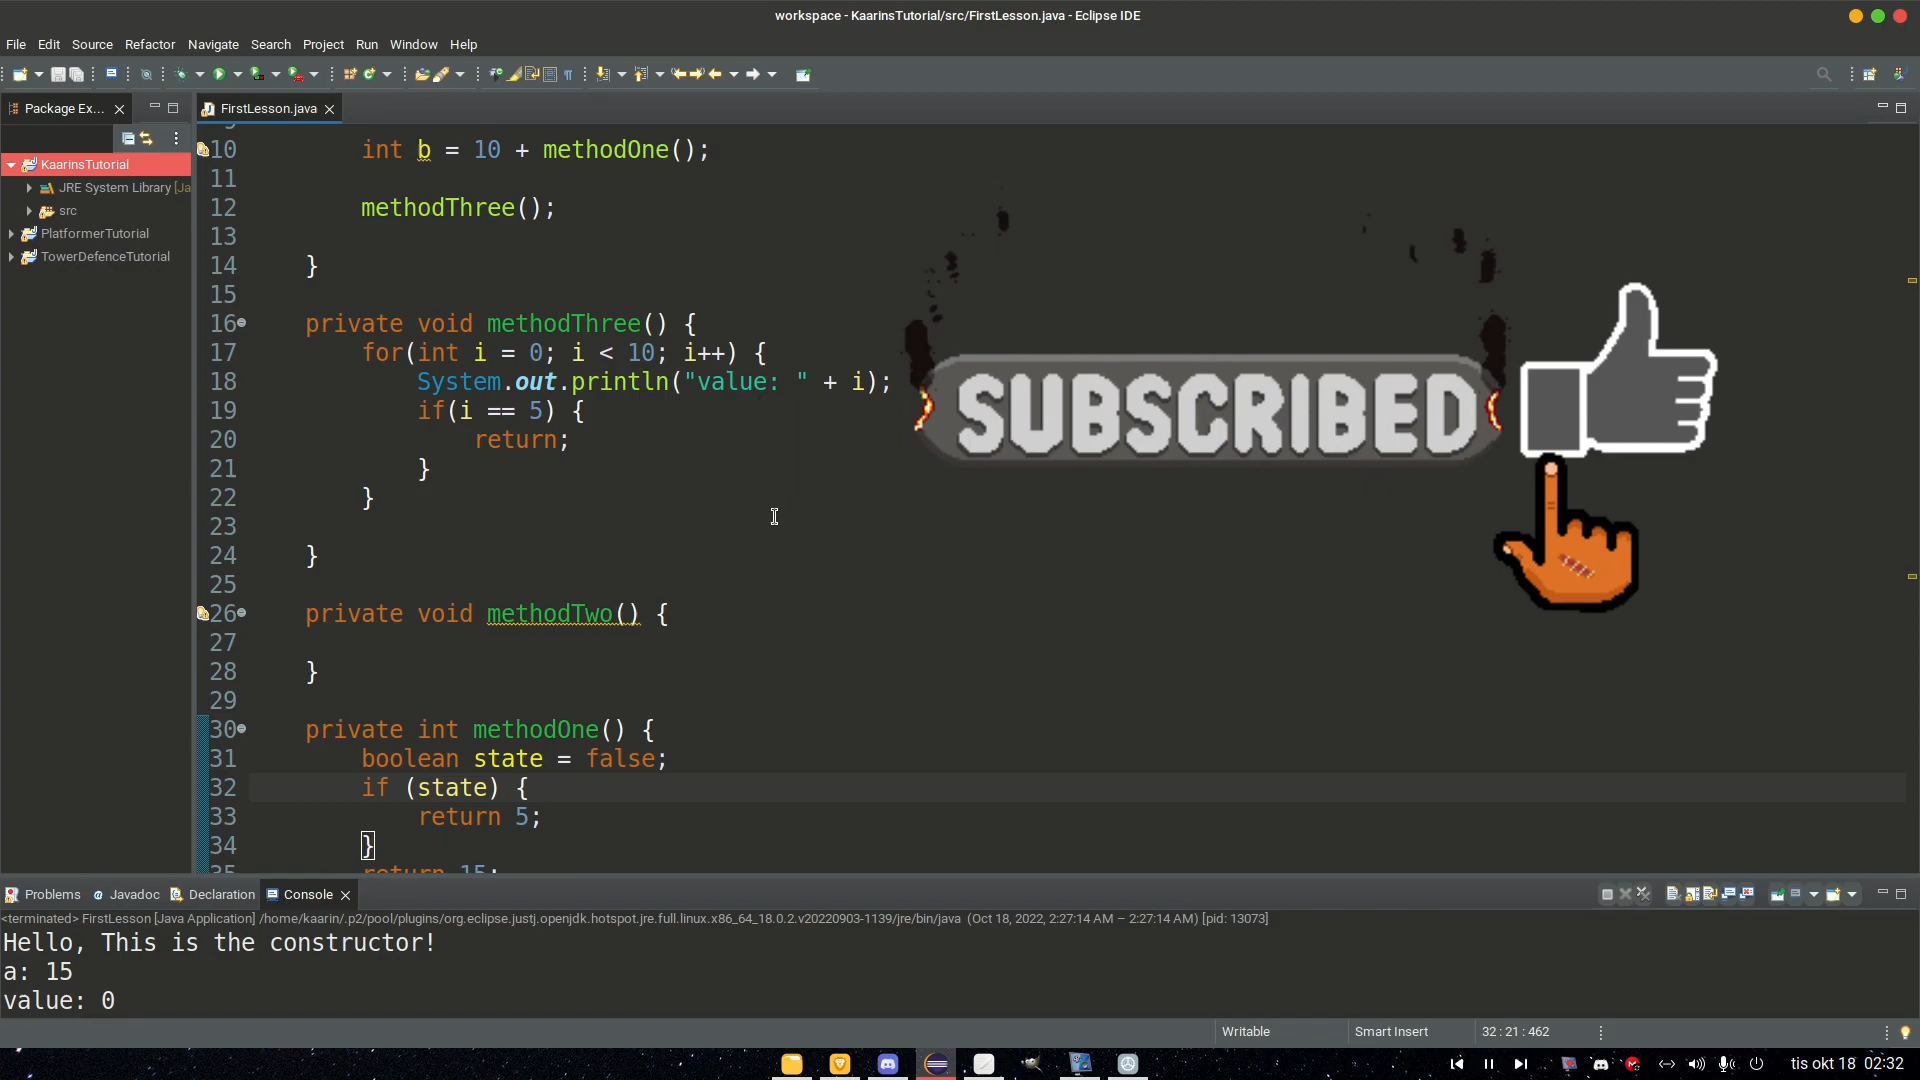 workspace - KaarinsTutorial/src/FirstLesson.java - Eclipse IDE
File Edit Source Refactor Navigate Search Project Run Window Help
Package Ex...
FirstLesson.java
KaarinsTutorial
JRE System Library [Ja
src
PlatformerTutorial
TowerDefenceTutorial
10 int b = 10 + methodOne();
11
12 methodThree();
13
14 }
15
16 private void methodThree() {
17 for(int i = 0; i < 10; i++) {
18 System.out.println("value: " + i);
19 if(i == 5) {
20 return;
21 }
22 }
23
24 }
25
26 private void methodTwo() {
27
28 }
29
30 private int methodOne() {
31 boolean state = false;
32 if (state) {
33 return 5;
34 }
35 return 15;
SUBSCRIBED
Problems Javadoc Declaration Console
<terminated> FirstLesson [Java Application] /home/kaarin/.p2/pool/plugins/org.eclipse.justj.openjdk.hotspot.jre.full.linux.x86_64_18.0.2.v20220903-1139/jre/bin/java (Oct 18, 2022, 2:27:14 AM – 2:27:14 AM) [pid: 13073]
Hello, This is the constructor!
a: 15
value: 0
Writable Smart Insert 32 : 21 : 462
tis okt 18 02:32